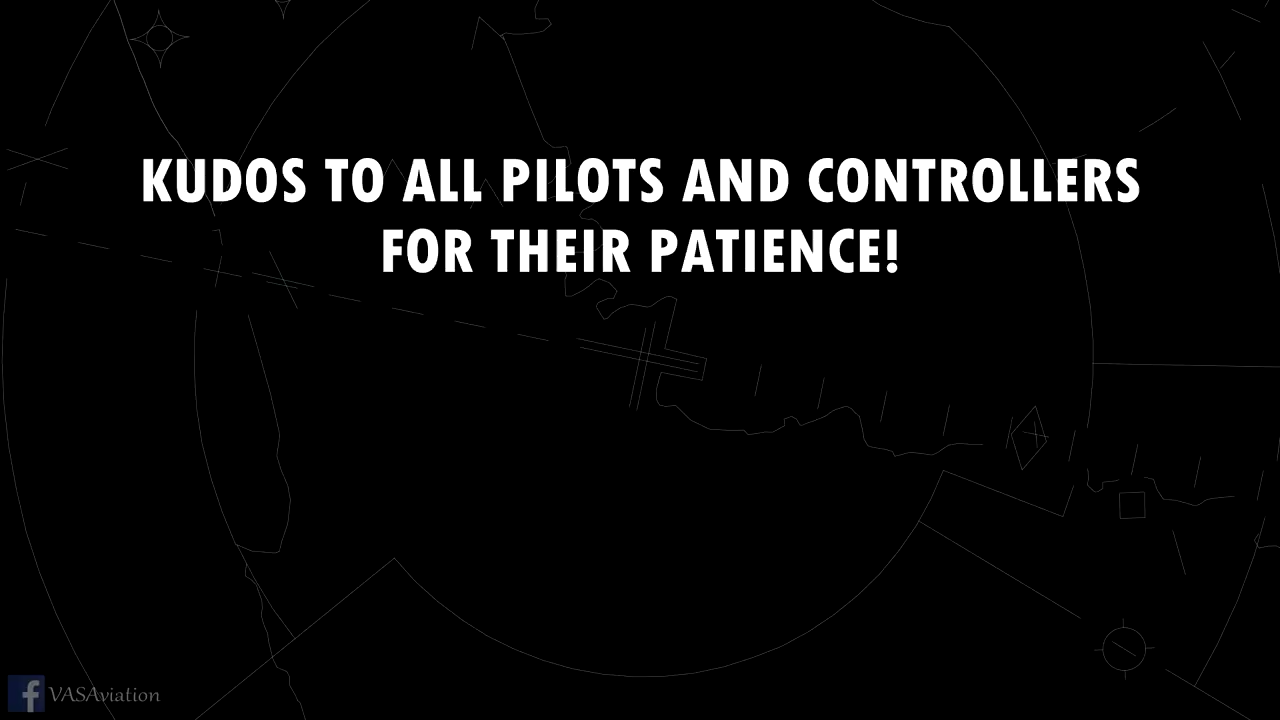 KUDOS TO ALL PILOTS AND CONTROLLERS
FOR THEIR PATIENCE!
f VASAviation